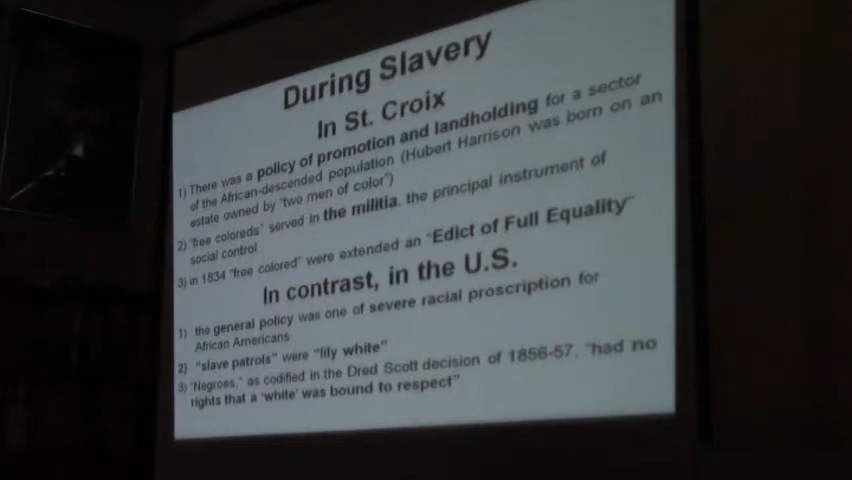 During Slavery
In St. Croix
1) There was a policy of promotion and landholding for a sector
of the African-descended population (Hubert Harrison was born on an
estate owned by "two men of color")
2) "free coloreds" served in the militia, the principal instrument of
social control
3) in 1834 "free colored" were extended an "Edict of Full Equality"
In contrast, in the U.S.
1) the general policy was one of severe racial proscription for
African Americans
2) "slave patrols" were "lily white"
3) "Negroes," as codified in the Dred Scott decision of 1856-57, "had no
rights that a 'white' was bound to respect"